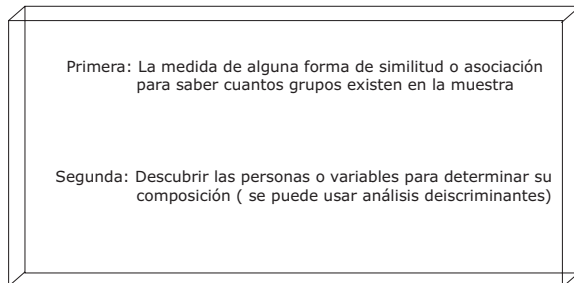 Primera: La medida de alguna forma de similitud o asociación
para saber cuantos grupos existen en la muestra
Segunda: Descubrir las personas o variables para determinar su
composición ( se puede usar análisis deiscriminantes)